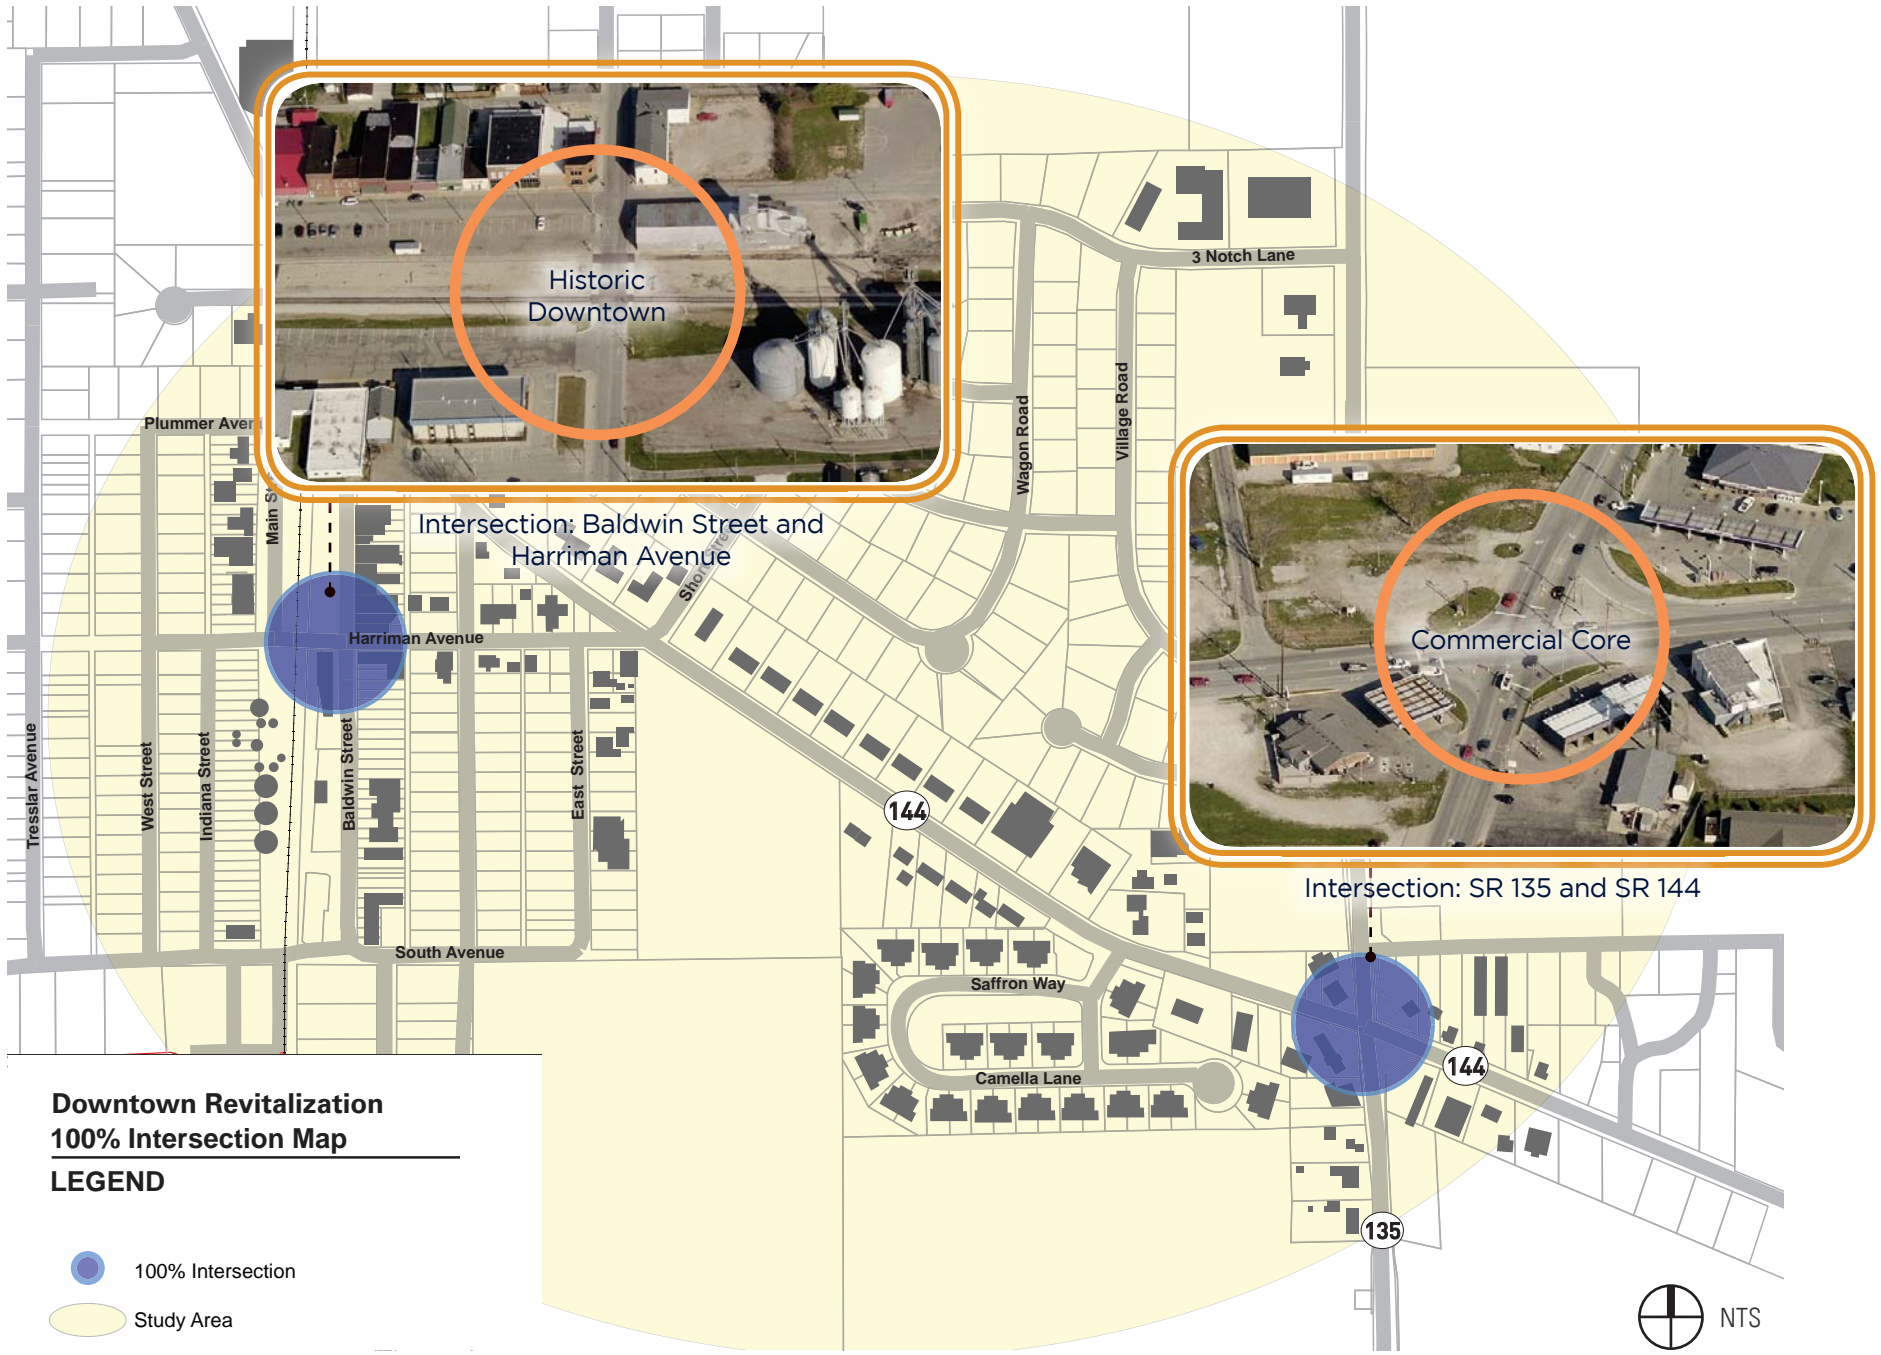 Historic
Downtown
3 Notch Lane
Plummer
Wagon Road
Village Road
Commercial Core
Intersection: Baldwin Street and
Harriman Avenue
Main
Harriman Avenue
Tresslar Avenue
West Street
Indiana Street
Baldwin Street
East Street
144
Intersection: SR 135 and SR 144
South Avenue
Saffron Way
Camella Lane
144
135
Downtown Revitalization
100% Intersection Map
LEGEND
100% Intersection
Study Area
NTS